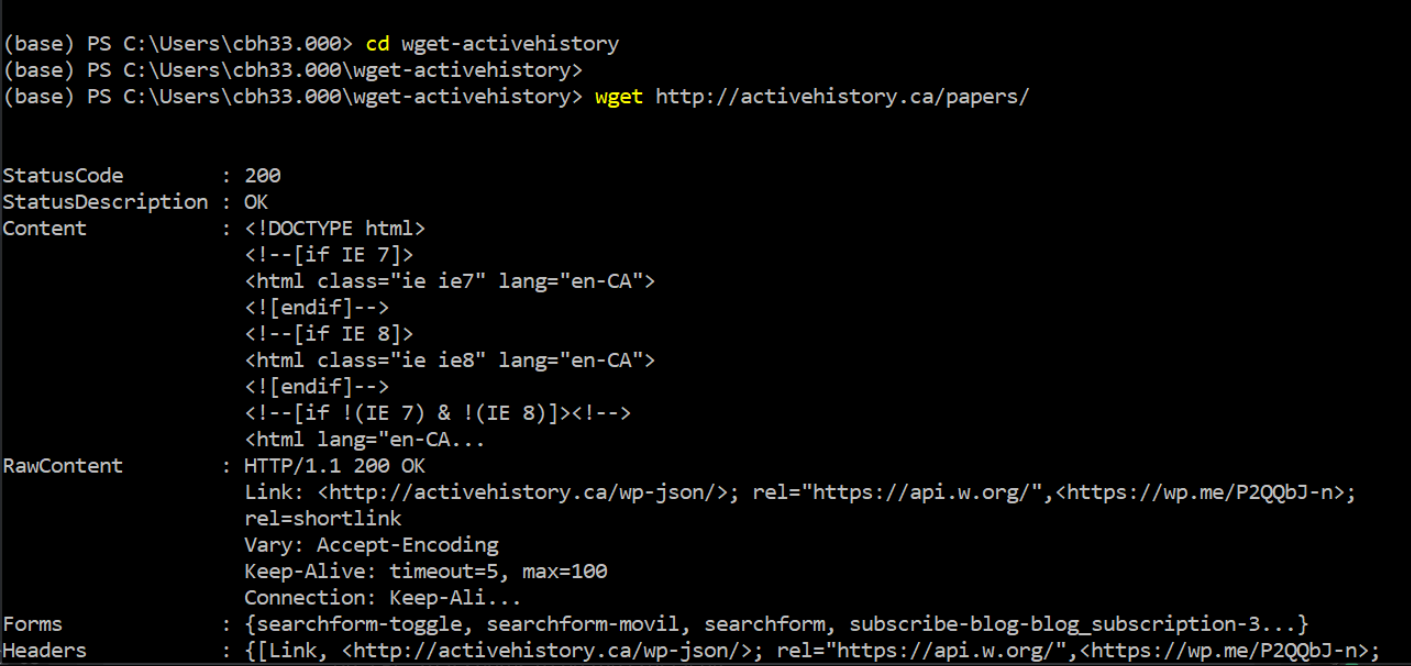 (base) PS C:\Users\cbh33.000> cd wget-activehistory
(base) PS C:\Users\cbh33.000\wget-activehistory>
(base) PS C:\Users\cbh33.000\wget-activehistory> wget http://activehistory.ca/papers/
StatusCode        : 200
StatusDescription : OK
Content           : <!DOCTYPE html>
                    <!--[if IE 7]>
                    <html class="ie ie7" lang="en-CA">
                    <![endif]-->
                    <!--[if IE 8]>
                    <html class="ie ie8" lang="en-CA">
                    <![endif]-->
                    <!--[if !(IE 7) & !(IE 8)]><!-->
                    <html lang="en-CA...
RawContent        : HTTP/1.1 200 OK
                    Link: <http://activehistory.ca/wp-json/>; rel="https://api.w.org/",<https://wp.me/P2QQbJ-n>;
                    rel=shortlink
                    Vary: Accept-Encoding
                    Keep-Alive: timeout=5, max=100
                    Connection: Keep-Ali...
Forms             : {searchform-toggle, searchform-movil, searchform, subscribe-blog-blog_subscription-3...}
Headers           : {[Link, <http://activehistory.ca/wp-json/>; rel="https://api.w.org/",<https://wp.me/P2QQbJ-n>;